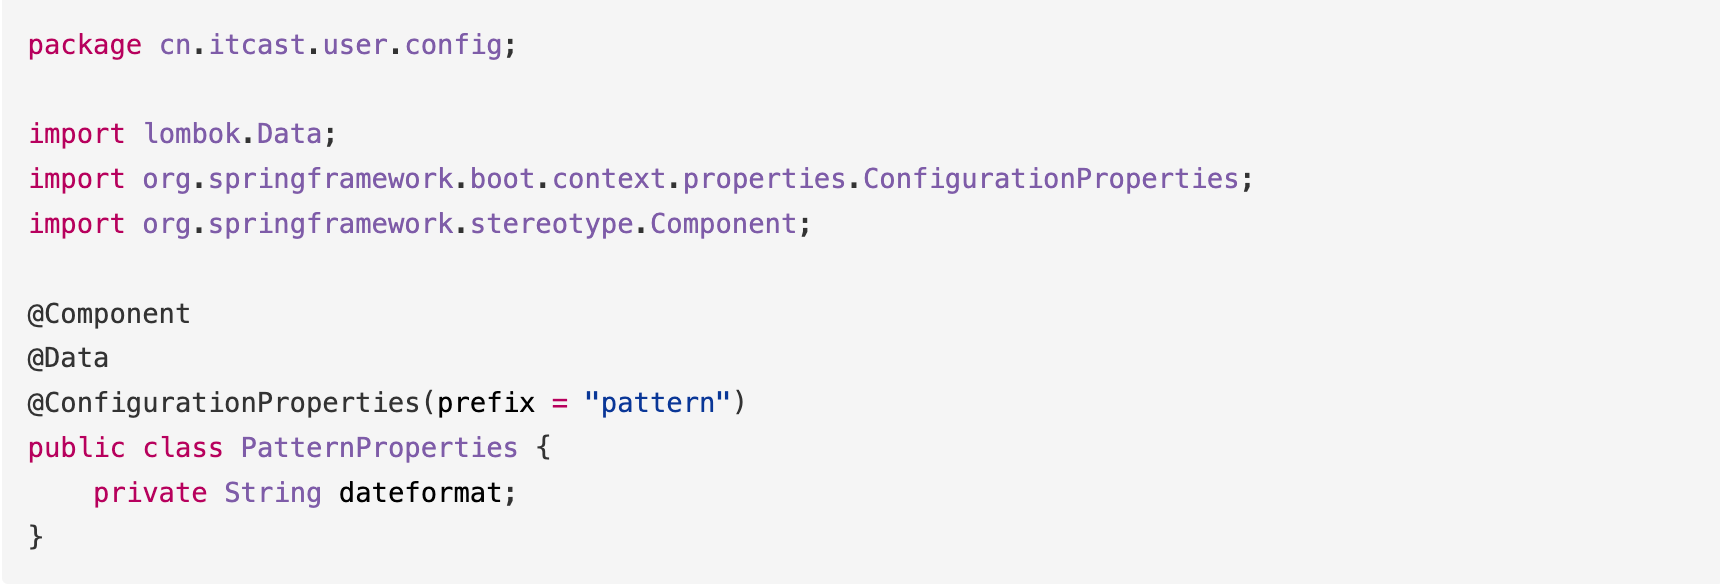 package cn.itcast.user.config;
import lombok.Data;
import org.springframework.boot.context.properties.ConfigurationProperties;
import org.springframework.stereotype.Component;
@Component
@Data
@ConfigurationProperties(prefix = "pattern")
public class PatternProperties {
    private String dateformat;
}